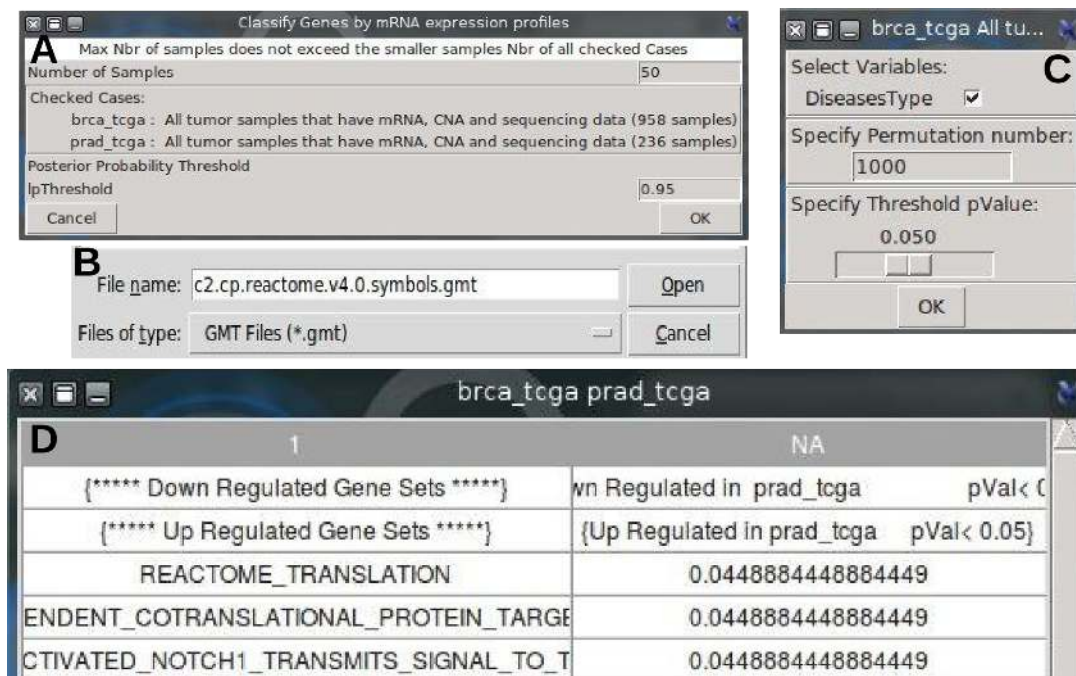 Classify Genes by mRNA expression profiles
A
Max Nbr of samples does not exceed the smaller samples Nbr of all checked Cases
Number of Samples 50
Checked Cases:
brca_tcga : All tumor samples that have mRNA, CNA and sequencing data (958 samples)
prad_tcga : All tumor samples that have mRNA, CNA and sequencing data (236 samples)
Posterior Probability Threshold
lpThreshold 0.95
Cancel OK
B
File name: c2.cp.reactome.v4.0.symbols.gmt Open
Files of type: GMT Files (*.gmt) Cancel
brca_tcga All tu...
C
Select Variables:
DiseasesType
Specify Permutation number:
1000
Specify Threshold pValue:
0.050
OK
brca_tcga prad_tcga
D
1 NA
{***** Down Regulated Gene Sets *****} wn Regulated in prad_tcga pVal< 0
{***** Up Regulated Gene Sets *****} {Up Regulated in prad_tcga pVal< 0.05}
REACTOME_TRANSLATION 0.0448884448884449
ENDENT_COTRANSLATIONAL_PROTEIN_TARGE 0.0448884448884449
CTIVATED_NOTCH1_TRANSMITS_SIGNAL_TO_T 0.0448884448884449